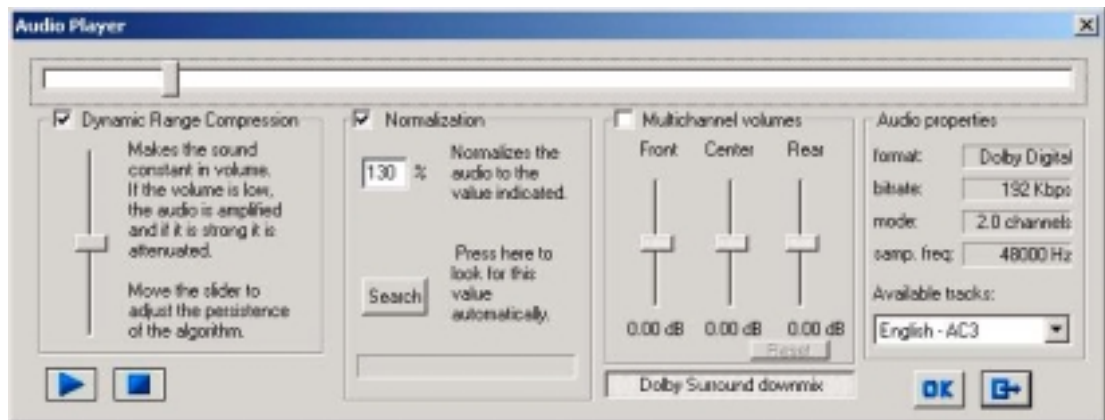 Audio Player
Dynamic Range Compression
Makes the sound
constant in volume.
If the volume is low,
the audio is amplified
and if it is strong it is
attenuated.
Move the slider to
adjust the persistence
of the algorithm.
Normalization
130 %
Normalizes the
audio to the
value indicated.
Search
Press here to
look for this
value
automatically.
Multichannel volumes
Front Center Rear
0.00 dB 0.00 dB 0.00 dB
Reset
Dolby Surround downmix
Audio properties
format: Dolby Digital
bitrate: 192 Kbps
mode: 2.0 channels
samp. freq: 48000 Hz
Available tracks:
English - AC3
OK